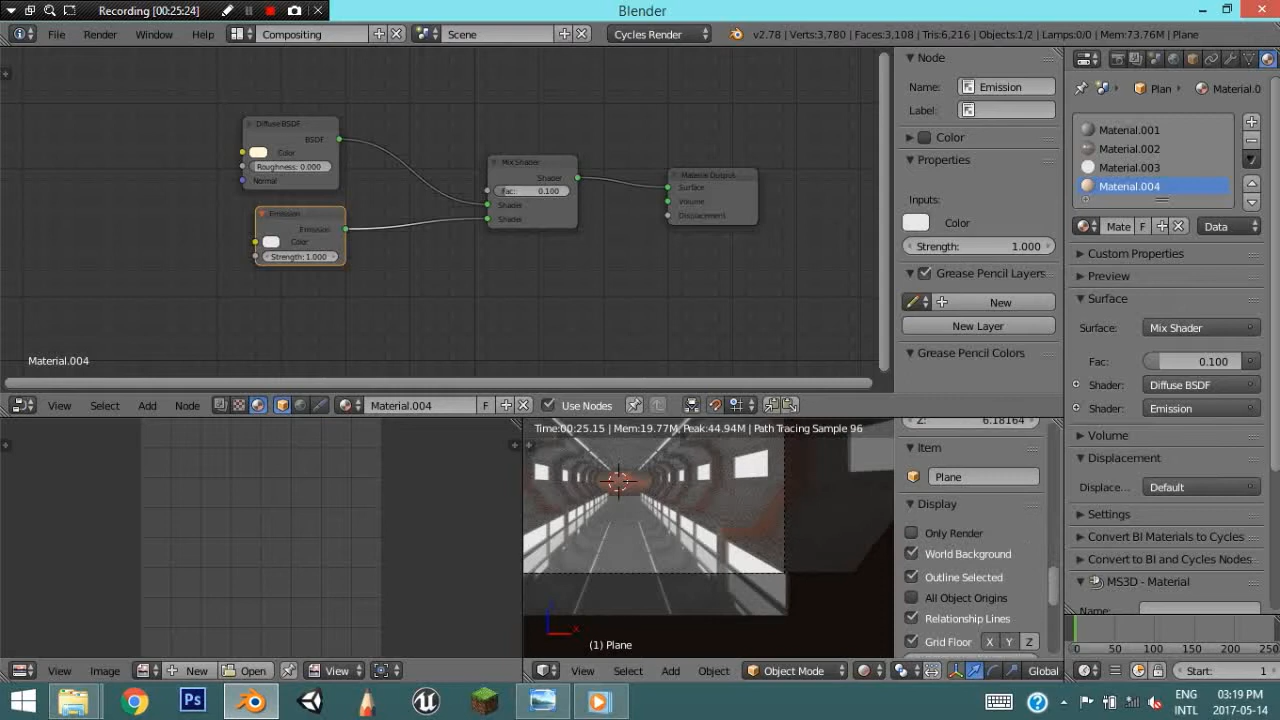 Recording [00:25:24]
Blender
File Render Window Help
Compositing
Scene
Cycles Render
v2.78 | Verts:3,780 | Faces:3,108 | Tris:6,216 | Objects:1/2 | Lamps:0/0 | Mem:73.76M | Plane
Node
Name: Emission
Label:
Color
Properties
Inputs:
Color
Strength: 1.000
Grease Pencil Layers
New
New Layer
Grease Pencil Colors
Plan
Material.0
Material.001
Material.002
Material.003
Material.004
Mate F
Data
Custom Properties
Preview
Surface
Surface: Mix Shader
Fac: 0.100
Shader: Diffuse BSDF
Shader: Emission
Volume
Displacement
Displace... Default
Settings
Convert BI Materials to Cycles
Convert to BI and Cycles Nodes
MS3D - Material
Name:
Diffuse BSDF
BSDF
Color
Roughness: 0.000
Normal
Emission
Emission
Color
Strength: 1.000
Mix Shader
Shader
Fac: 0.100
Shader
Shader
Material Output
Surface
Volume
Displacement
Material.004
View Select Add Node
Material.004
F
Use Nodes
Time:00:25.15 | Mem:19.77M, Peak:44.94M | Path Tracing Sample 96
(1) Plane
Z: 6.18164
Item
Plane
Display
Only Render
World Background
Outline Selected
All Object Origins
Relationship Lines
Grid Floor X Y Z
0 50 100 150 200 250
View Image
New
Open
View
View Select Add Object
Object Mode
Global
Start: 1
ENG
INTL
03:19 PM
2017-05-14